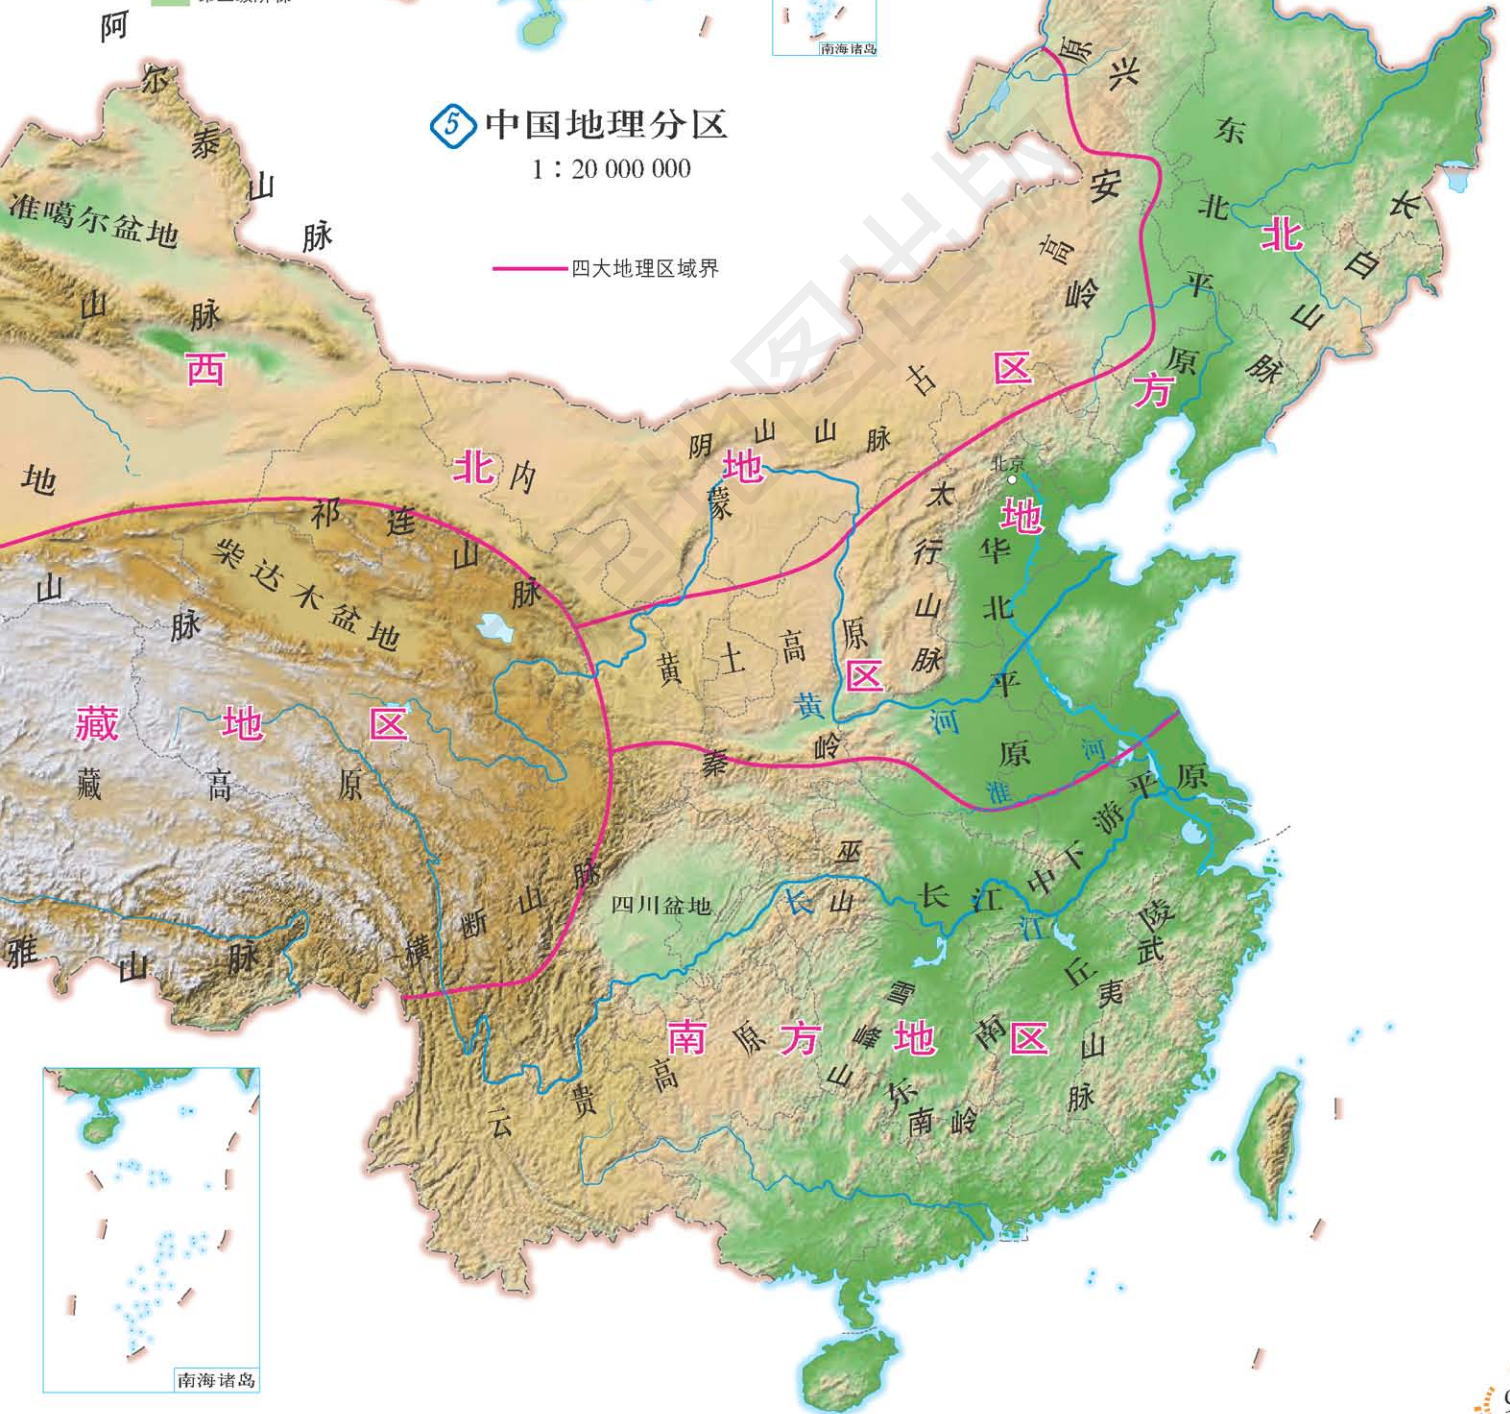 南海诸岛
5 中国地理分区
1：20 000 000
四大地理区域界
阿尔泰山脉
准噶尔盆地
山脉
西北地区
地
内蒙古高原
阴山山脉
兴安岭
东北平原
长白山脉
北方地区
北京
太行山脉
华北平原
祁连山脉
柴达木盆地
山脉
黄土高原
黄河
藏地区
藏高原
秦岭
淮河
横断山脉
四川盆地
巫山
长江
长江中下游平原
雅山脉
武陵
雪峰山
南方地区
东南丘
武夷山脉
云贵高原
南岭
南海诸岛